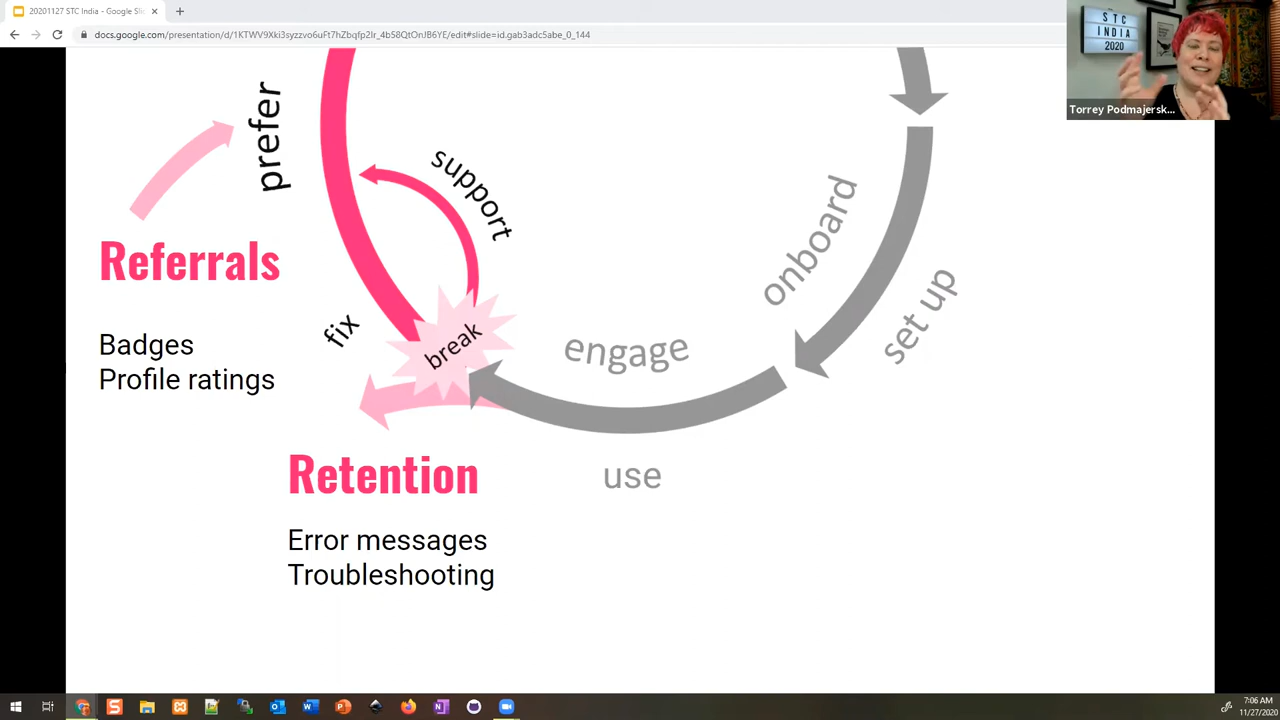 20201127 STC India - Google Sli
docs.google.com/presentation/d/1KTWV9Xki3syzzvo6uFt7hZbqfp2Ir_4b58QtOnJB6YE/edit#slide=id.gab3adc5abe_0_144
STC
INDIA
2020
Torrey Podmajersk...
prefer
support
Referrals
onboard
set up
fix
break
Badges
Profile ratings
engage
Retention
use
Error messages
Troubleshooting
7:06 AM
11/27/2020